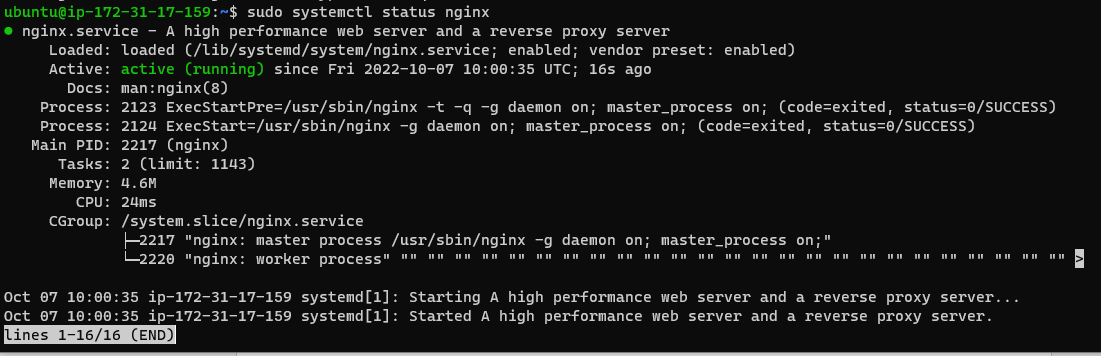 ubuntu@ip-172-31-17-159:~$ sudo systemctl status nginx
● nginx.service - A high performance web server and a reverse proxy server
     Loaded: loaded (/lib/systemd/system/nginx.service; enabled; vendor preset: enabled)
     Active: active (running) since Fri 2022-10-07 10:00:35 UTC; 16s ago
       Docs: man:nginx(8)
    Process: 2123 ExecStartPre=/usr/sbin/nginx -t -q -g daemon on; master_process on; (code=exited, status=0/SUCCESS)
    Process: 2124 ExecStart=/usr/sbin/nginx -g daemon on; master_process on; (code=exited, status=0/SUCCESS)
   Main PID: 2217 (nginx)
      Tasks: 2 (limit: 1143)
     Memory: 4.6M
        CPU: 24ms
     CGroup: /system.slice/nginx.service
             ├─2217 "nginx: master process /usr/sbin/nginx -g daemon on; master_process on;"
             └─2220 "nginx: worker process" "" "" "" "" "" "" "" "" "" "" "" "" "" "" "" "" "" "" "" "" "" "" "" "" "" >

Oct 07 10:00:35 ip-172-31-17-159 systemd[1]: Starting A high performance web server and a reverse proxy server...
Oct 07 10:00:35 ip-172-31-17-159 systemd[1]: Started A high performance web server and a reverse proxy server.
lines 1-16/16 (END)